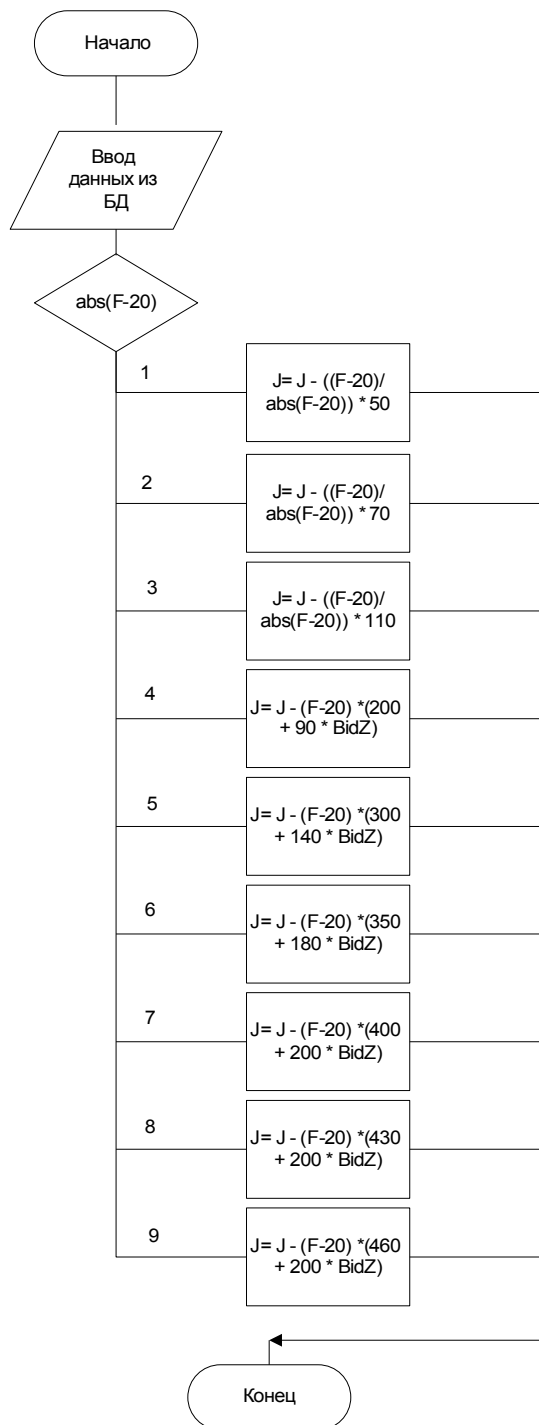 Начало
Ввод
данных из
БД
abs(F-20)
1
J= J - ((F-20)/
abs(F-20)) * 50
2
J= J - ((F-20)/
abs(F-20)) * 70
3
J= J - ((F-20)/
abs(F-20)) * 110
4
J= J - (F-20) *(200
+ 90 * BidZ)
5
J= J - (F-20) *(300
+ 140 * BidZ)
6
J= J - (F-20) *(350
+ 180 * BidZ)
7
J= J - (F-20) *(400
+ 200 * BidZ)
8
J= J - (F-20) *(430
+ 200 * BidZ)
9
J= J - (F-20) *(460
+ 200 * BidZ)
Конец